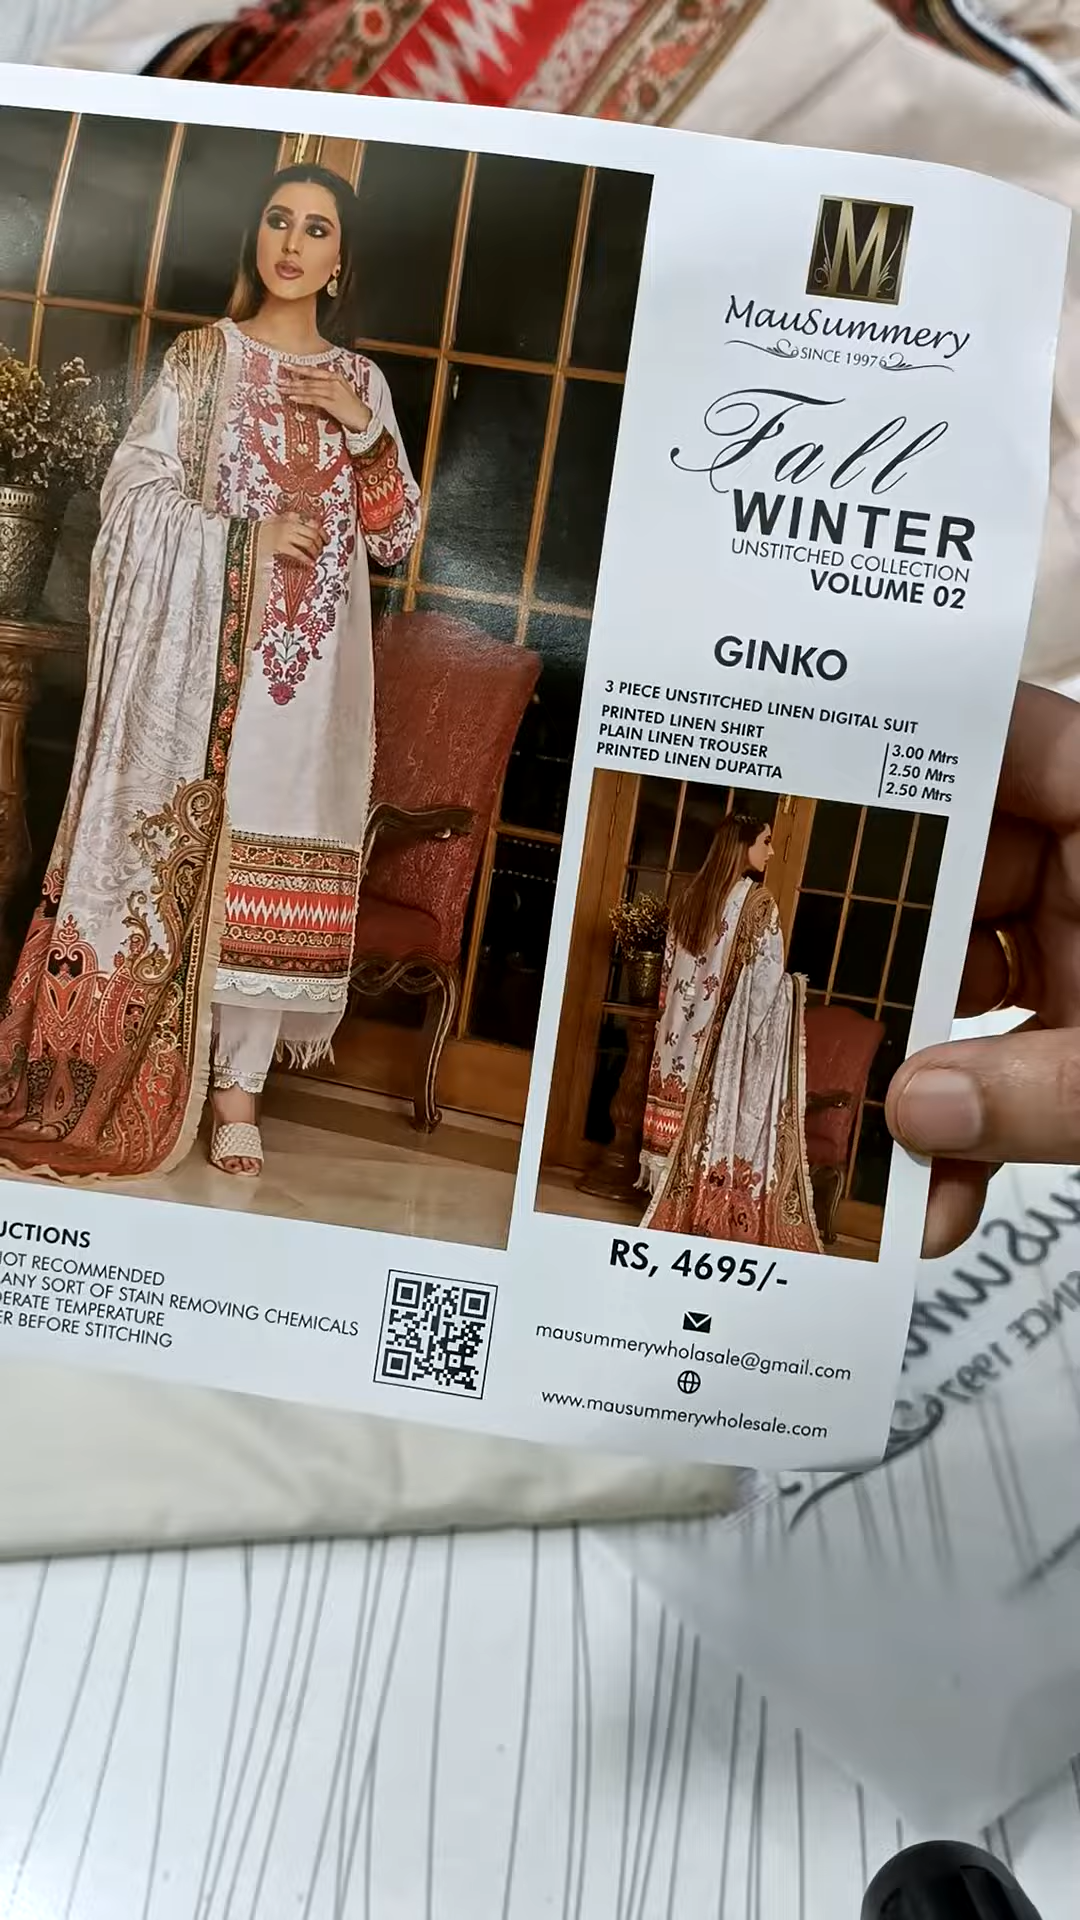 M
MauSummery
SINCE 1997
Fall
WINTER
UNSTITCHED COLLECTION
VOLUME 02
GINKO
3 PIECE UNSTITCHED LINEN DIGITAL SUIT
PRINTED LINEN SHIRT 3.00 Mtrs
PLAIN LINEN TROUSER 2.50 Mtrs
PRINTED LINEN DUPATTA 2.50 Mtrs
RS, 4695/-
mausummerywholasale@gmail.com
www.mausummerywholesale.com
UCTIONS
NOT RECOMMENDED
ANY SORT OF STAIN REMOVING CHEMICALS
DERATE TEMPERATURE
ER BEFORE STITCHING